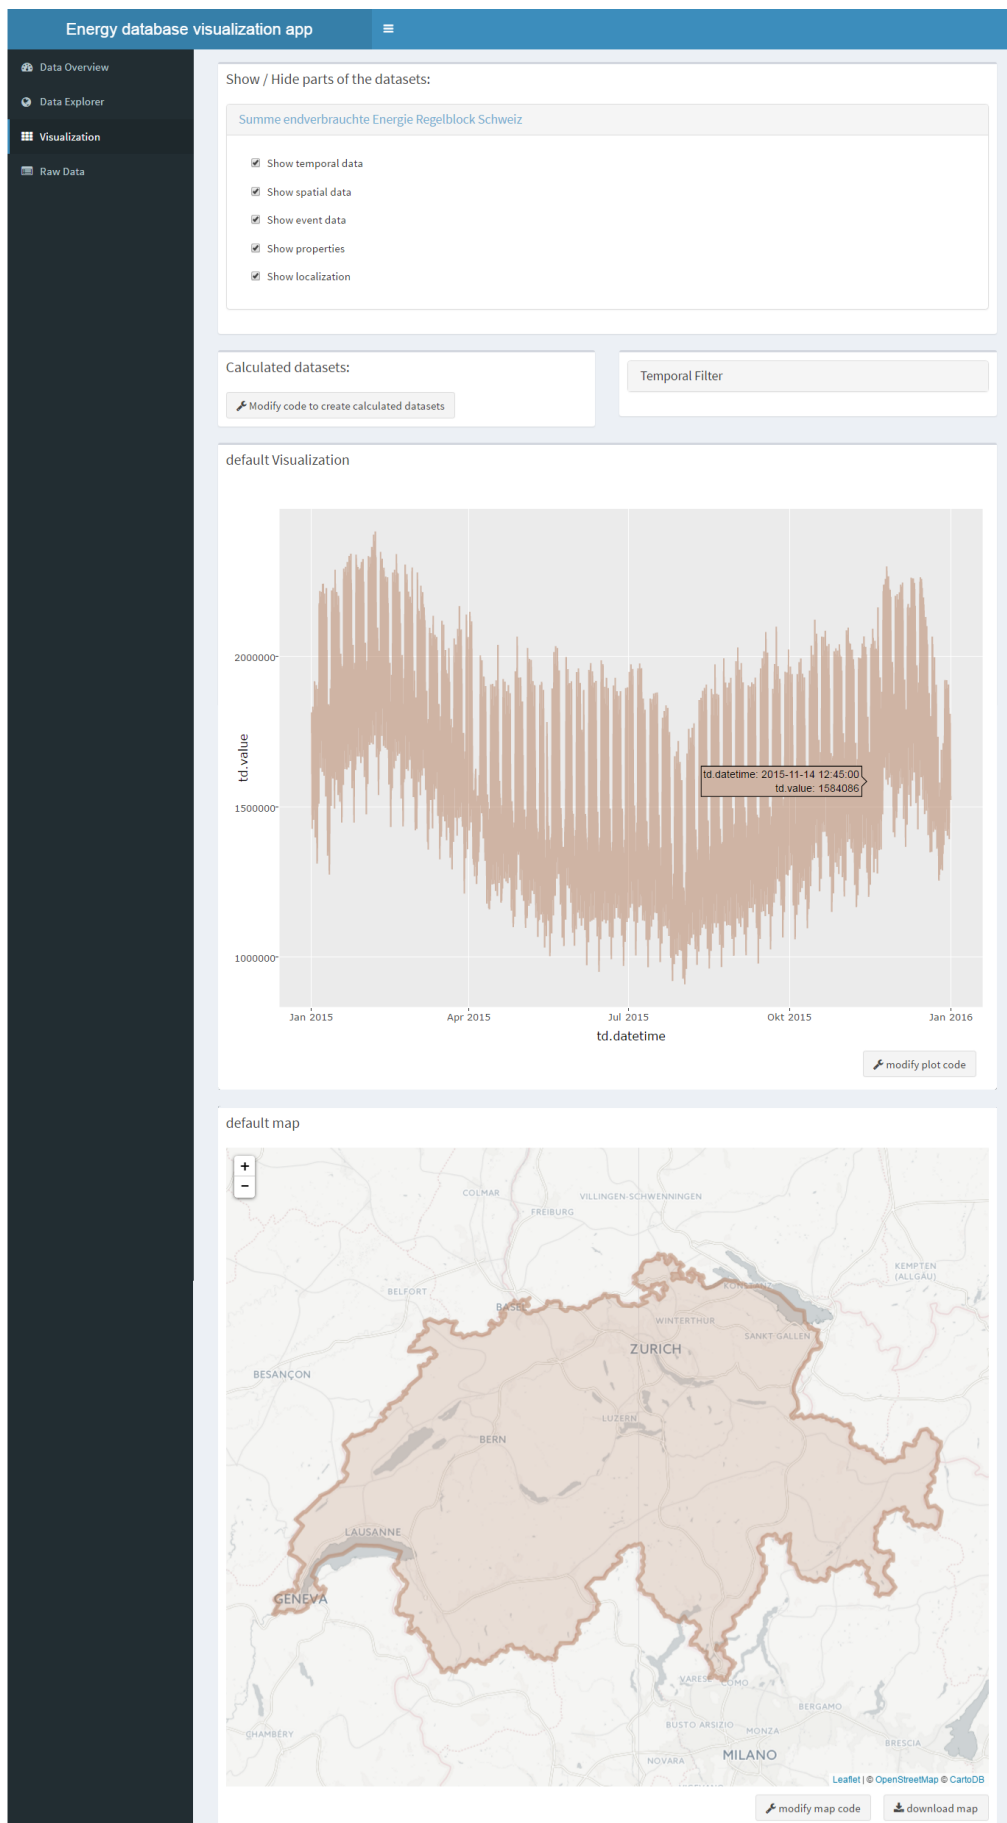 Energy database visualization app
Data Overview
Data Explorer
Visualization
Raw Data
Show / Hide parts of the datasets:
Summe endverbrauchte Energie Regelblock Schweiz
Show temporal data
Show spatial data
Show event data
Show properties
Show localization
Calculated datasets:
Modify code to create calculated datasets
Temporal Filter
default Visualization
2000000
1500000
1000000
td.value
td.datetime: 2015-11-14 12:45:00
td.value: 1584086
Jan 2015
Apr 2015
Jul 2015
Okt 2015
Jan 2016
td.datetime
modify plot code
default map
+
−
COLMAR
VILLINGEN-SCHWENNINGEN
FREIBURG
KEMPTEN
(ALLGÄU)
BELFORT
KONSTANZ
BASEL
WINTERTHUR
SANKT GALLEN
ZURICH
BESANÇON
LUZERN
BERN
LAUSANNE
GENEVA
VARESE
COMO
BERGAMO
CHAMBÉRY
BUSTO ARSIZIO
MONZA
BRESCIA
MILANO
NOVARA
Leaflet | © OpenStreetMap © CartoDB
modify map code
download map